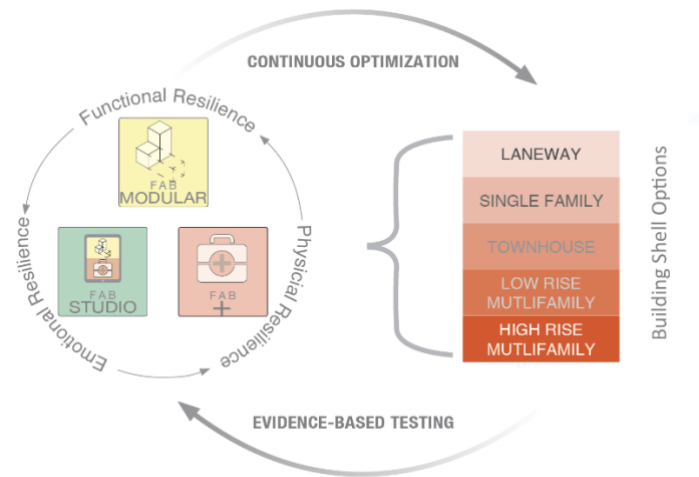 CONTINUOUS OPTIMIZATION
Functional Resilience
FAB
MODULAR
Emotional Resilience
FAB
STUDIO
FAB
+
Physicial Resilience
LANEWAY
SINGLE FAMILY
TOWNHOUSE
LOW RISE
MUTLIFAMILY
HIGH RISE
MUTLIFAMILY
Building Shell Options
EVIDENCE-BASED TESTING